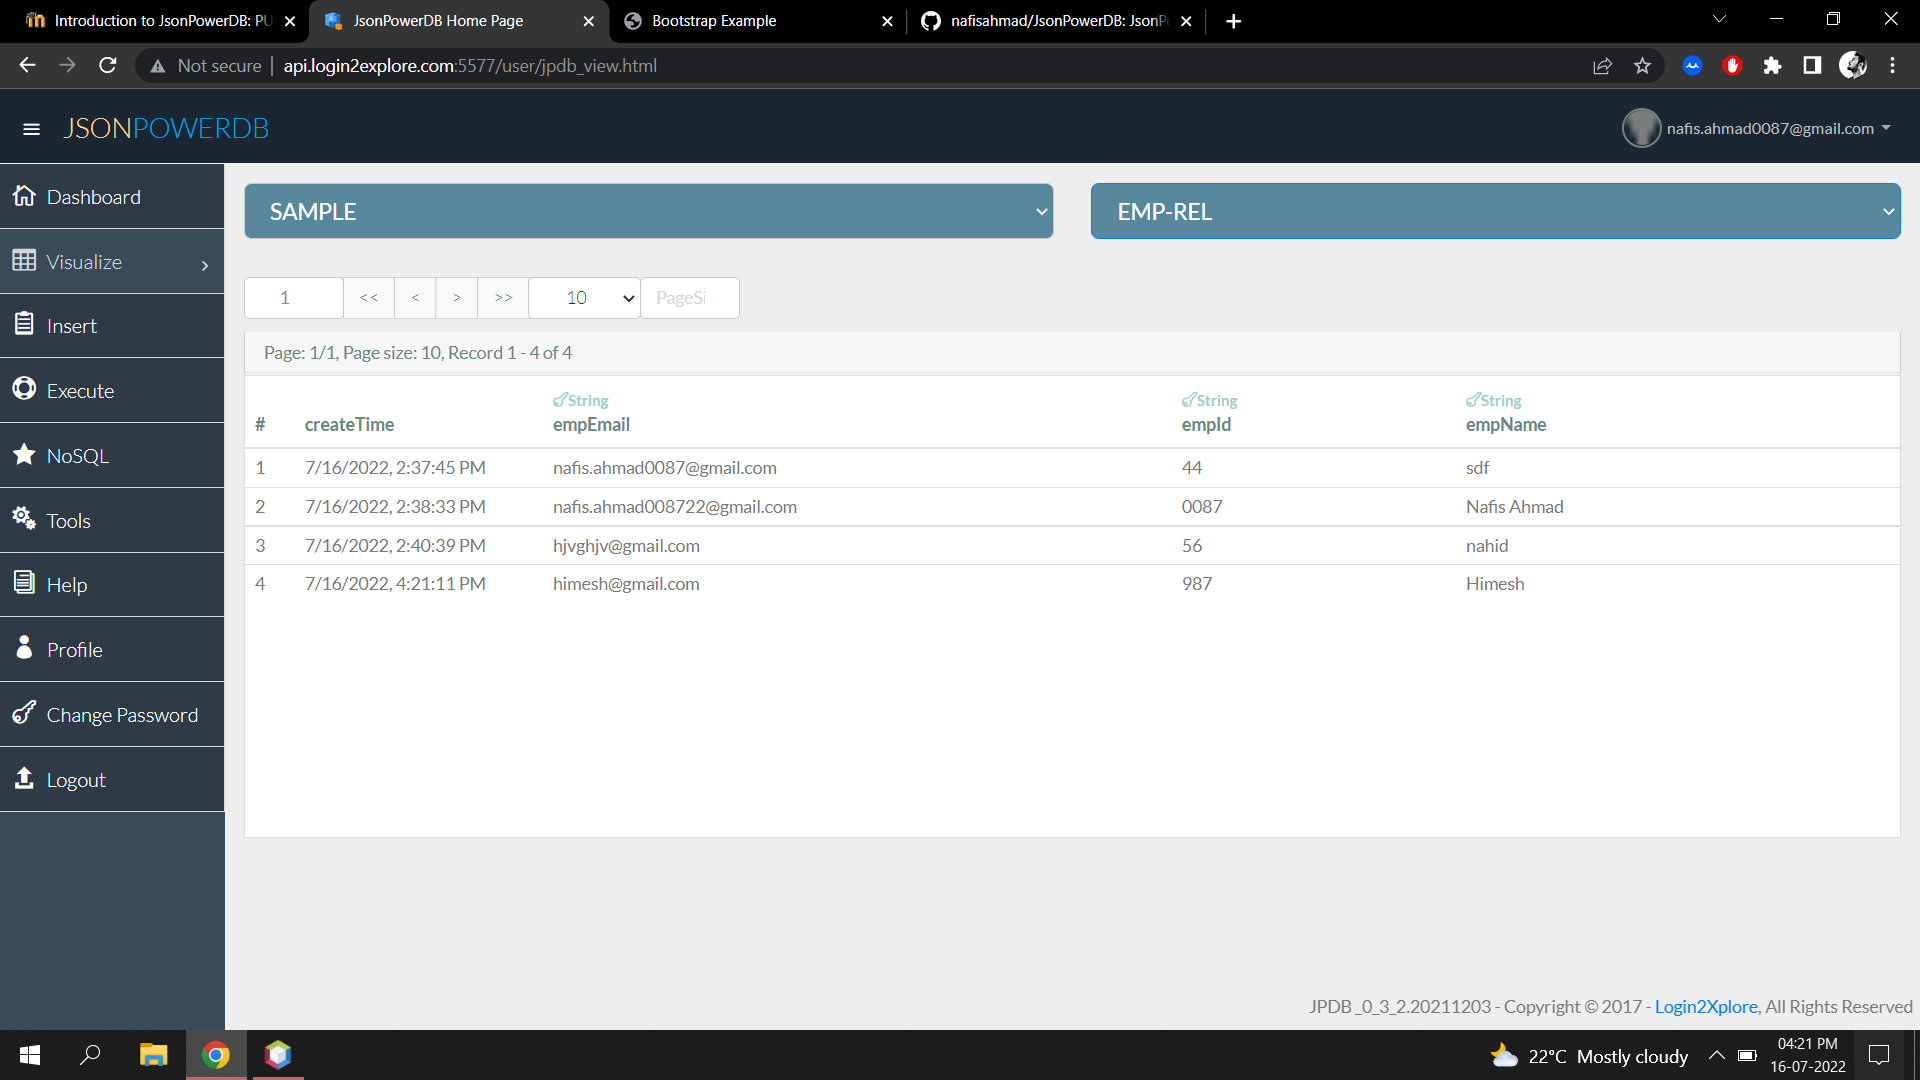 Introduction to JsonPowerDB: PU
JsonPowerDB Home Page
Bootstrap Example
nafisahmad/JsonPowerDB: JsonP
Not secure
api.login2explore.com:5577/user/jpdb_view.html
JSONPOWERDB
nafis.ahmad0087@gmail.com
Dashboard
Visualize
Insert
Execute
NoSQL
Tools
Help
Profile
Change Password
Logout
SAMPLE
EMP-REL
1 << < > >> 10 PageSi
Page: 1/1, Page size: 10, Record 1 - 4 of 4
String String String
# createTime empEmail empId empName
1 7/16/2022, 2:37:45 PM nafis.ahmad0087@gmail.com 44 sdf
2 7/16/2022, 2:38:33 PM nafis.ahmad008722@gmail.com 0087 Nafis Ahmad
3 7/16/2022, 2:40:39 PM hjvghjv@gmail.com 56 nahid
4 7/16/2022, 4:21:11 PM himesh@gmail.com 987 Himesh
JPDB_0_3_2.20211203 - Copyright © 2017 - Login2Xplore, All Rights Reserved
22°C Mostly cloudy
04:21 PM
16-07-2022